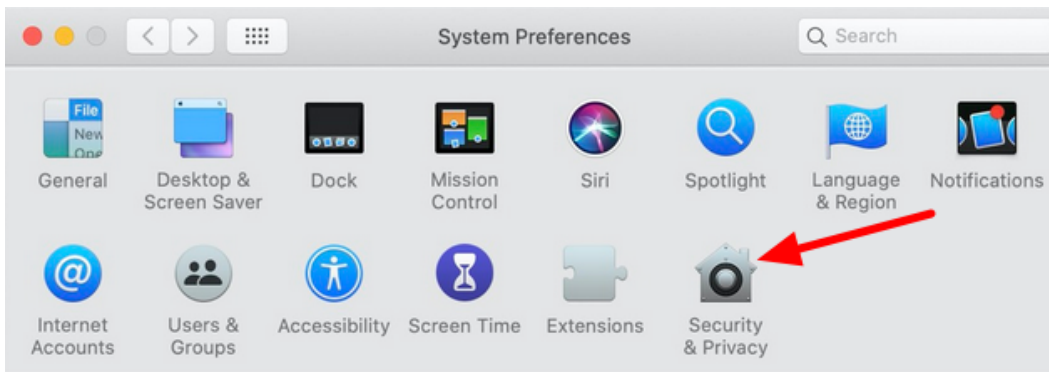 System Preferences
Search
File
New
Ope
General
Desktop &
Screen Saver
Dock
Mission
Control
Siri
Spotlight
Language
& Region
Notifications
Internet
Accounts
Users &
Groups
Accessibility
Screen Time
Extensions
Security
& Privacy